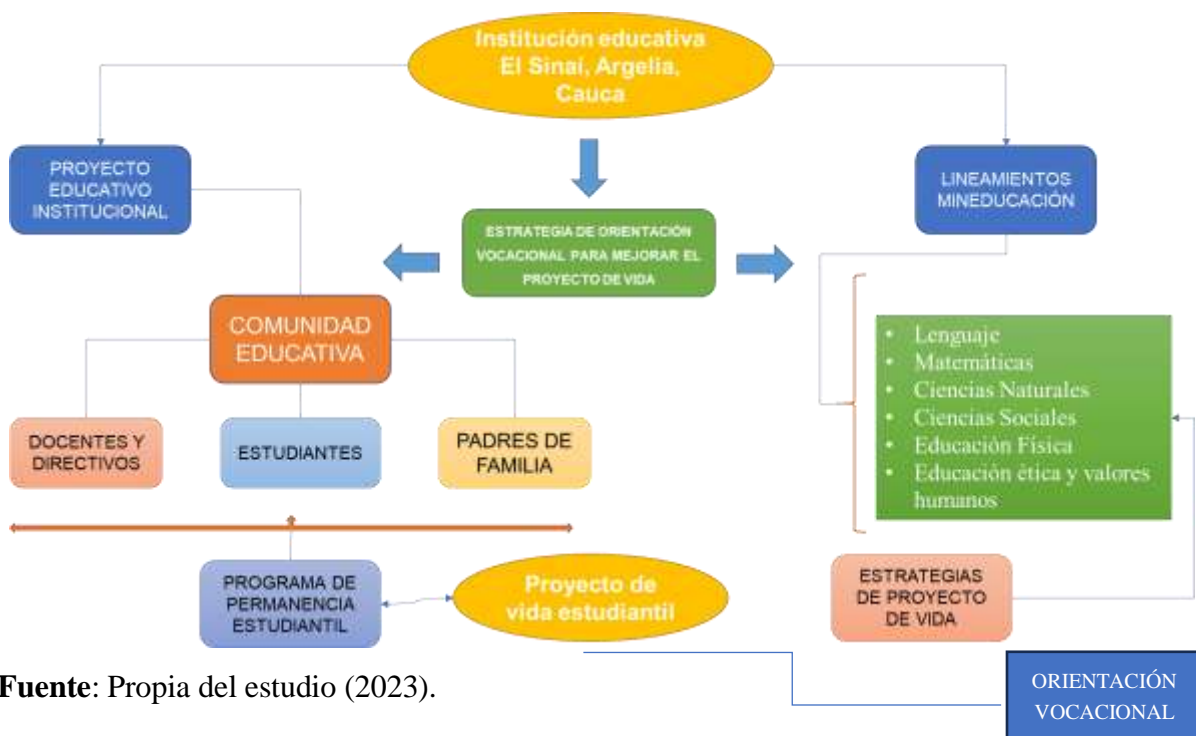 Institución educativa
El Sinaí, Argelia,
Cauca
PROYECTO
EDUCATIVO
INSTITUCIONAL
LINEAMIENTOS
MINEDUCACIÓN
ESTRATEGIA DE ORIENTACIÓN
VOCACIONAL PARA MEJORAR EL
PROYECTO DE VIDA
COMUNIDAD
EDUCATIVA
• Lenguaje
• Matemáticas
• Ciencias Naturales
• Ciencias Sociales
• Educación Física
• Educación ética y valores
humanos
DOCENTES Y
DIRECTIVOS
ESTUDIANTES
PADRES DE
FAMILIA
PROGRAMA DE
PERMANENCIA
ESTUDIANTIL
Proyecto de
vida estudiantil
ESTRATEGIAS
DE PROYECTO
DE VIDA
Fuente: Propia del estudio (2023).
ORIENTACIÓN
VOCACIONAL